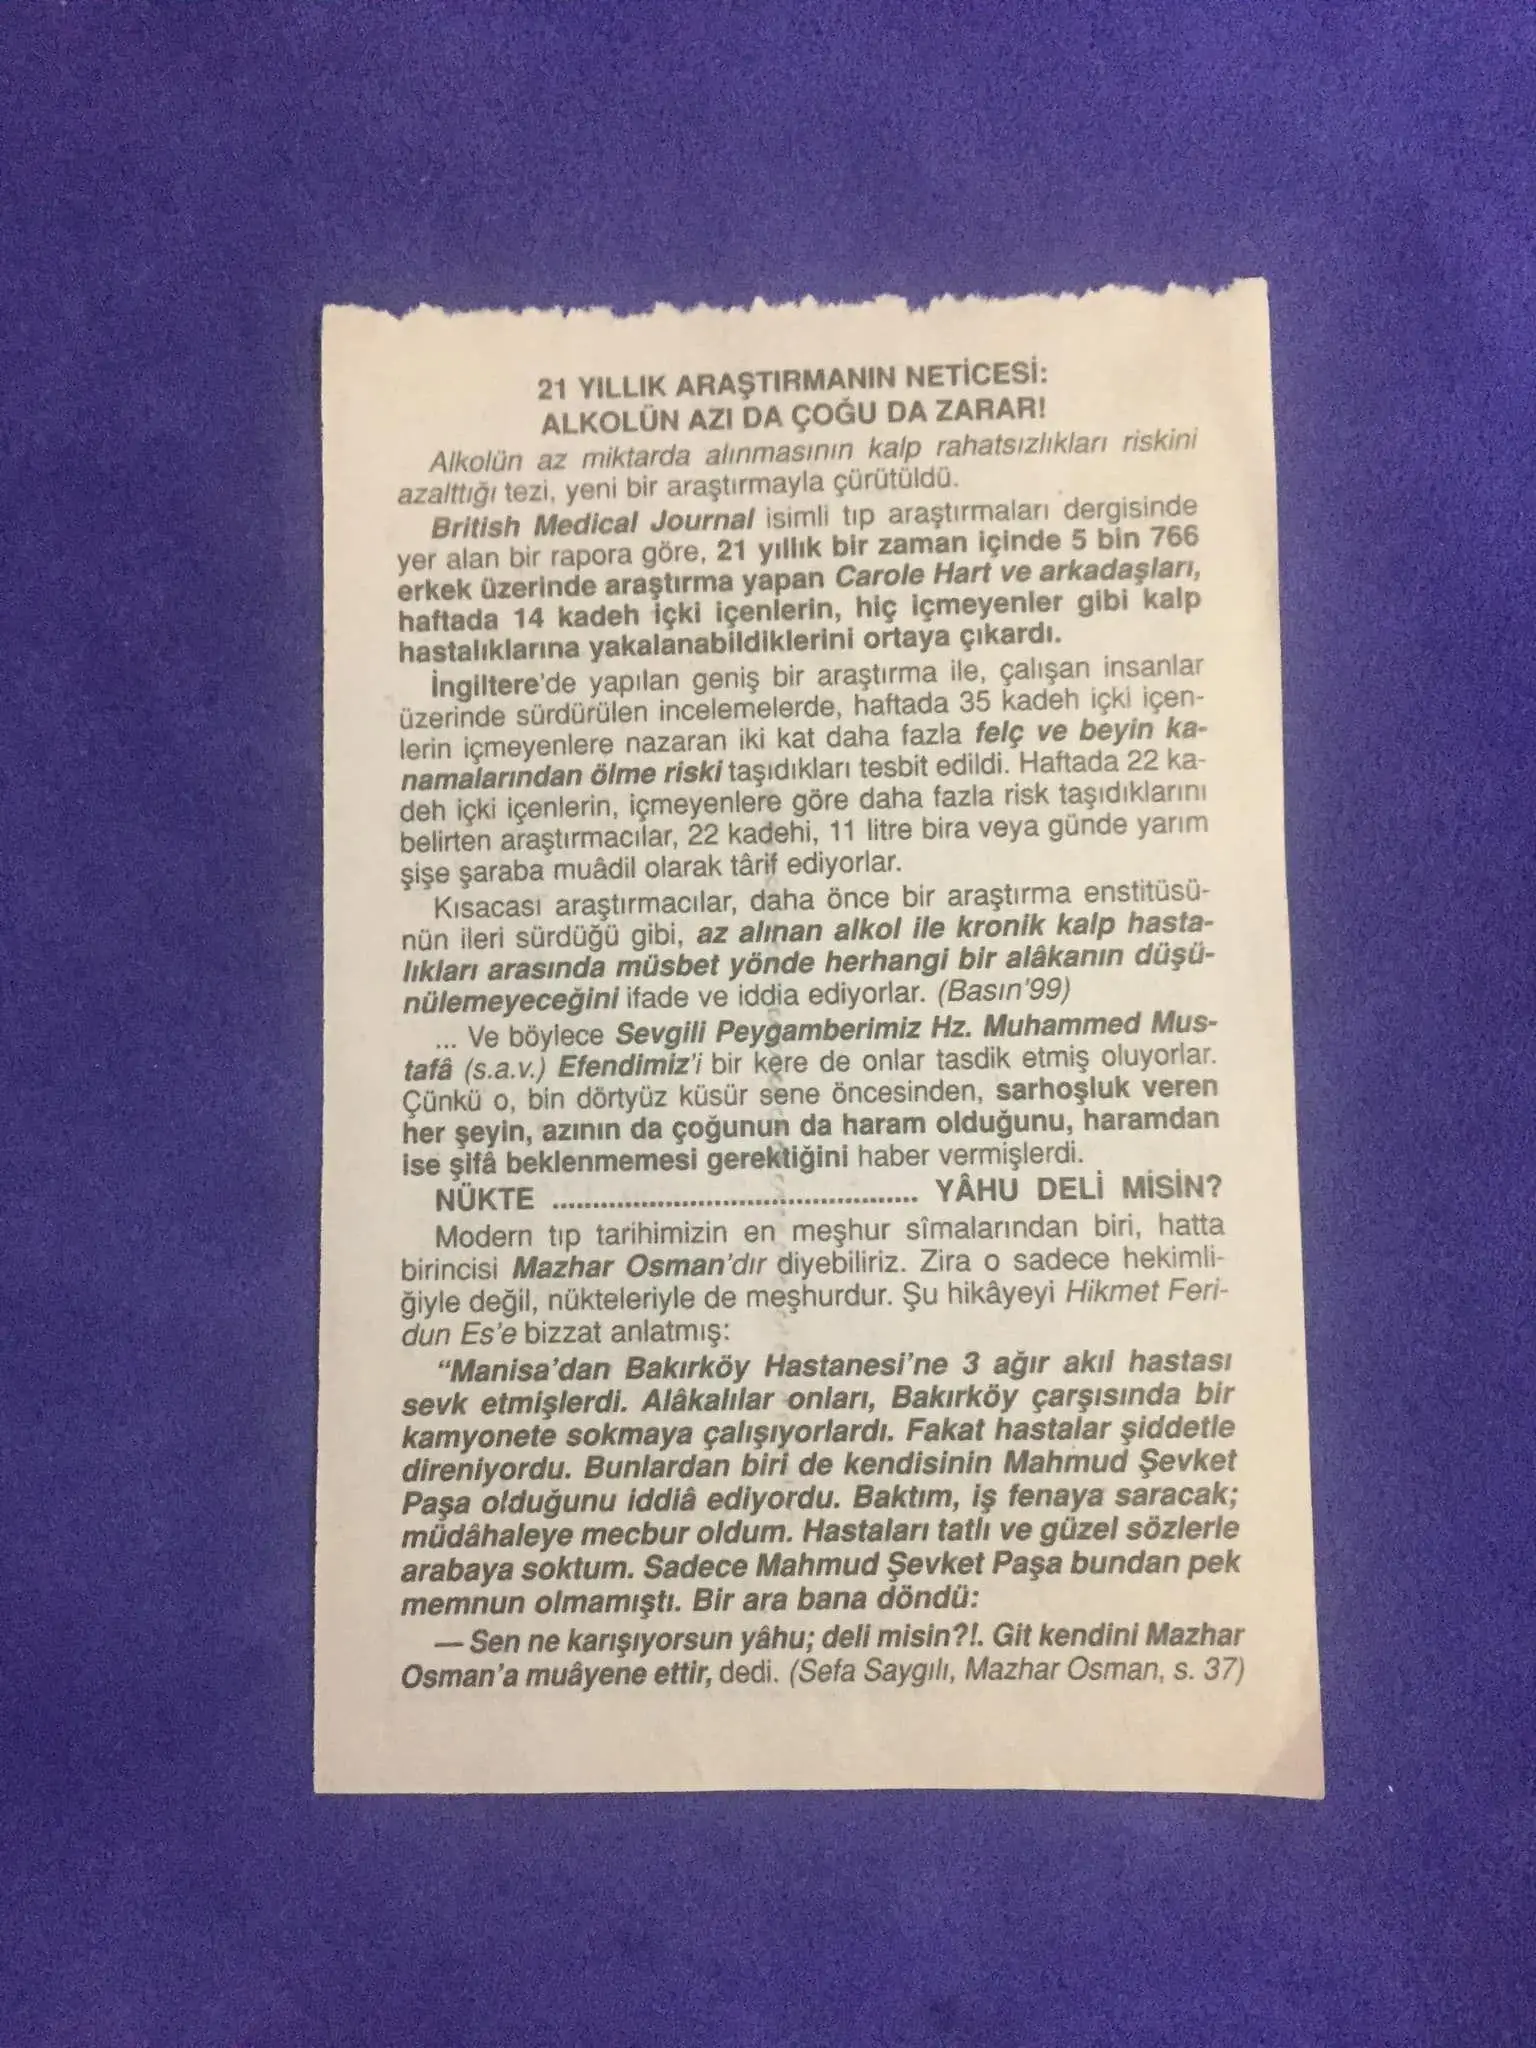 21 YILLIK ARAŞTIRMANIN NETİCESİ:
ALKOLÜN AZI DA ÇOĞU DA ZARAR!
Alkolün az miktarda alınmasının kalp rahatsızlıkları riskini
azalttığı tezi, yeni bir araştırmayla çürütüldü.
British Medical Journal isimli tıp araştırmaları dergisinde
yer alan bir rapora göre, 21 yıllık bir zaman içinde 5 bin 766
erkek üzerinde araştırma yapan Carole Hart ve arkadaşları,
haftada 14 kadeh içki içenlerin, hiç içmeyenler gibi kalp
hastalıklarına yakalanabildiklerini ortaya çıkardı.
İngiltere'de yapılan geniş bir araştırma ile, çalışan insanlar
üzerinde sürdürülen incelemelerde, haftada 35 kadeh içki içen-
lerin içmeyenlere nazaran iki kat daha fazla felç ve beyin ka-
namalarından ölme riski taşıdıkları tesbit edildi. Haftada 22 ka-
deh içki içenlerin, içmeyenlere göre daha fazla risk taşıdıklarını
belirten araştırmacılar, 22 kadehi, 11 litre bira veya günde yarım
şişe şaraba muâdil olarak târif ediyorlar.
Kısacası araştırmacılar, daha önce bir araştırma enstitüsü-
nün ileri sürdüğü gibi, az alınan alkol ile kronik kalp hasta-
lıkları arasında müsbet yönde herhangi bir alâkanın düşü-
nülemeyeceğini ifade ve iddia ediyorlar. (Basın'99)
... Ve böylece Sevgili Peygamberimiz Hz. Muhammed Mus-
tafâ (s.a.v.) Efendimiz'i bir kere de onlar tasdik etmiş oluyorlar.
Çünkü o, bin dörtyüz küsür sene öncesinden, sarhoşluk veren
her şeyin, azının da çoğunun da haram olduğunu, haramdan
ise şifâ beklenmemesi gerektiğini haber vermişlerdi.
NÜKTE ............................................. YÂHU DELİ MİSİN?
Modern tıp tarihimizin en meşhur sîmalarından biri, hatta
birincisi Mazhar Osman'dır diyebiliriz. Zira o sadece hekimli-
ğiyle değil, nükteleriyle de meşhurdur. Şu hikâyeyi Hikmet Feri-
dun Es'e bizzat anlatmış:
"Manisa'dan Bakırköy Hastanesi'ne 3 ağır akıl hastası
sevk etmişlerdi. Alâkalılar onları, Bakırköy çarşısında bir
kamyonete sokmaya çalışıyorlardı. Fakat hastalar şiddetle
direniyordu. Bunlardan biri de kendisinin Mahmud Şevket
Paşa olduğunu iddiâ ediyordu. Baktım, iş fenaya saracak;
müdâhaleye mecbur oldum. Hastaları tatlı ve güzel sözlerle
arabaya soktum. Sadece Mahmud Şevket Paşa bundan pek
memnun olmamıştı. Bir ara bana döndü:
— Sen ne karışıyorsun yâhu; deli misin?!. Git kendini Mazhar
Osman'a muâyene ettir, dedi. (Sefa Saygılı, Mazhar Osman, s. 37)